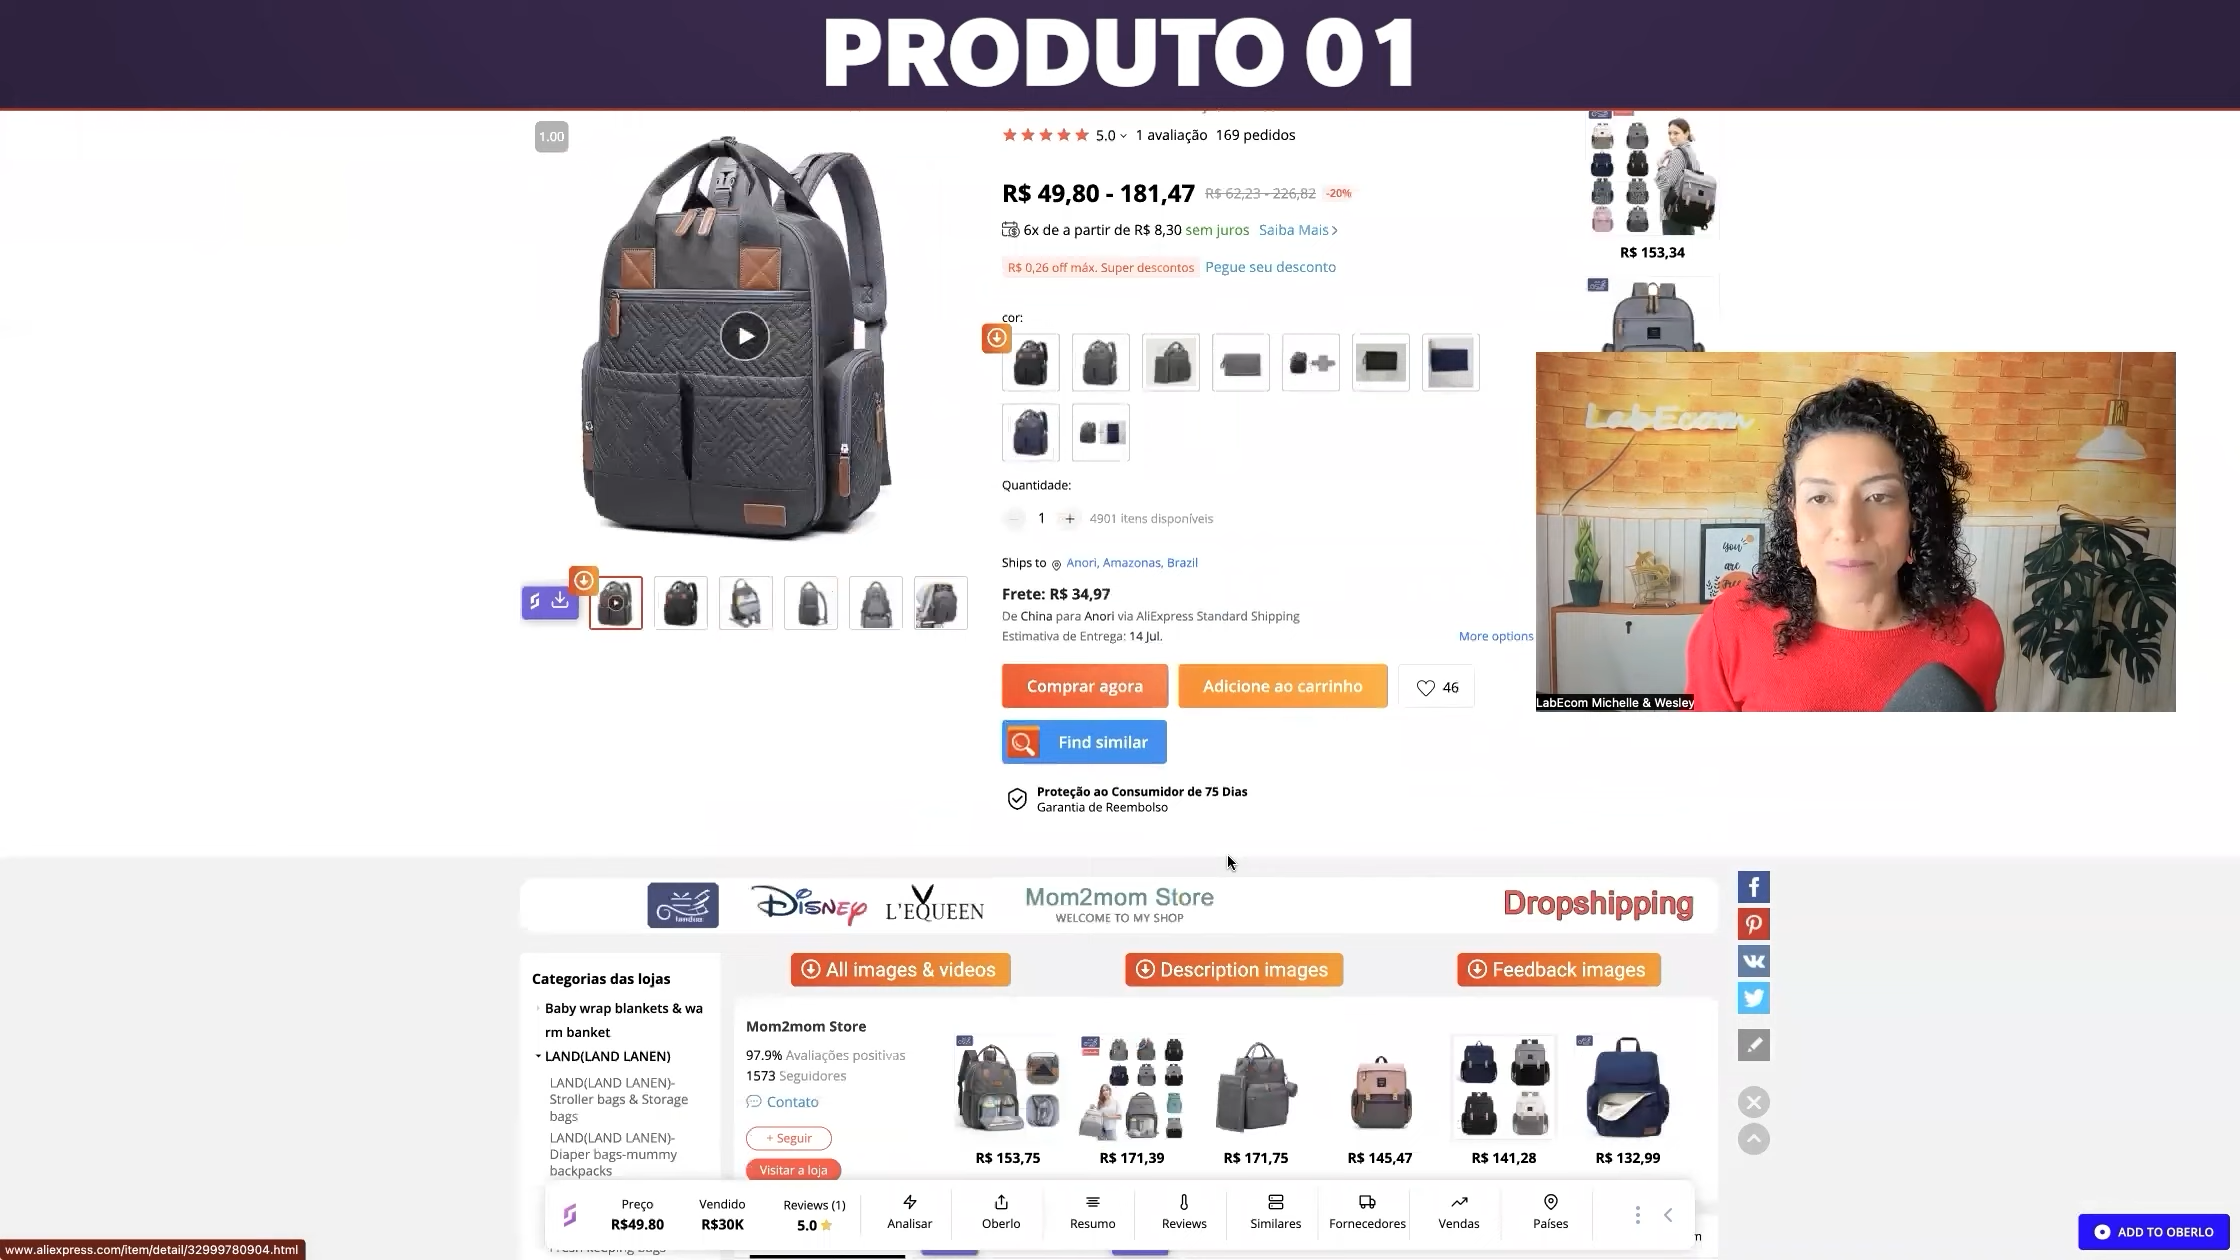 PRODUTO 01
1.00
5.0 1 avaliação 169 pedidos
R$ 49,80 - 181,47 R$ 62,23 - 226,82 -20%
6x de a partir de R$ 8,30 sem juros Saiba Mais
R$ 0,26 off máx. Super descontos Pegue seu desconto
cor:
Quantidade:
1 + 4901 itens disponíveis
Ships to Anori, Amazonas, Brazil
Frete: R$ 34,97
De China para Anori via AliExpress Standard Shipping
Estimativa de Entrega: 14 Jul.
More options
Comprar agora
Adicione ao carrinho
46
Find similar
Proteção ao Consumidor de 75 Dias
Garantia de Reembolso
R$ 153,34
LabEcom
you
are
LabEcom Michelle & Wesley
DISNEY
L'EQUEEN
Mom2mom Store
WELCOME TO MY SHOP
Dropshipping
All images & videos
Description images
Feedback images
Categorias das lojas
Baby wrap blankets & wa
rm banket
LAND(LAND LANEN)
LAND(LAND LANEN)-
Stroller bags & Storage
bags
LAND(LAND LANEN)-
Diaper bags-mummy
backpacks
Mom2mom Store
97.9% Avaliações positivas
1573 Seguidores
Contato
+ Seguir
Visitar a loja
R$ 153,75
R$ 171,39
R$ 171,75
R$ 145,47
R$ 141,28
R$ 132,99
Preço
R$49.80
Vendido
R$30K
Reviews (1)
5.0
Analisar
Oberlo
Resumo
Reviews
Similares
Fornecedores
Vendas
Países
ADD TO OBERLO
www.aliexpress.com/item/detail/32999780904.html